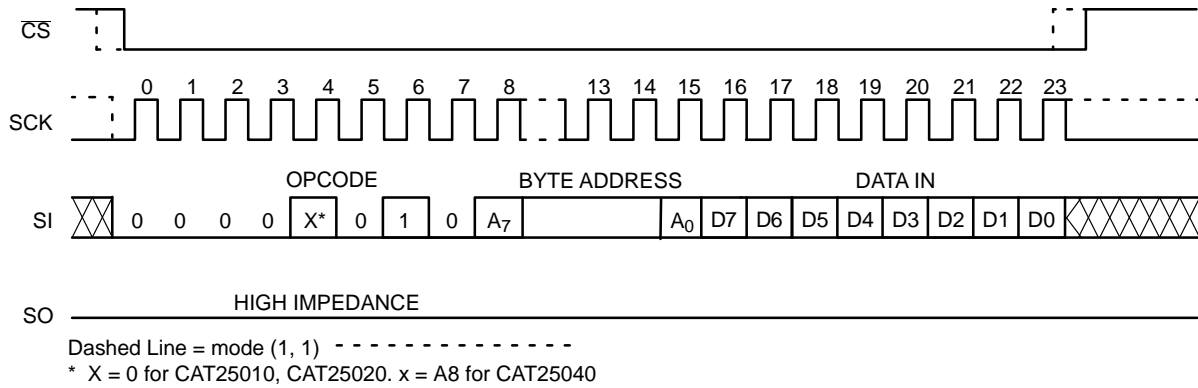 CS
0 1 2 3 4 5 6 7 8 13 14 15 16 17 18 19 20 21 22 23
SCK
OPCODE BYTE ADDRESS DATA IN
SI 0 0 0 0 X* 0 1 0 A7 A0 D7 D6 D5 D4 D3 D2 D1 D0
HIGH IMPEDANCE
SO
Dashed Line = mode (1, 1)
* X = 0 for CAT25010, CAT25020. x = A8 for CAT25040